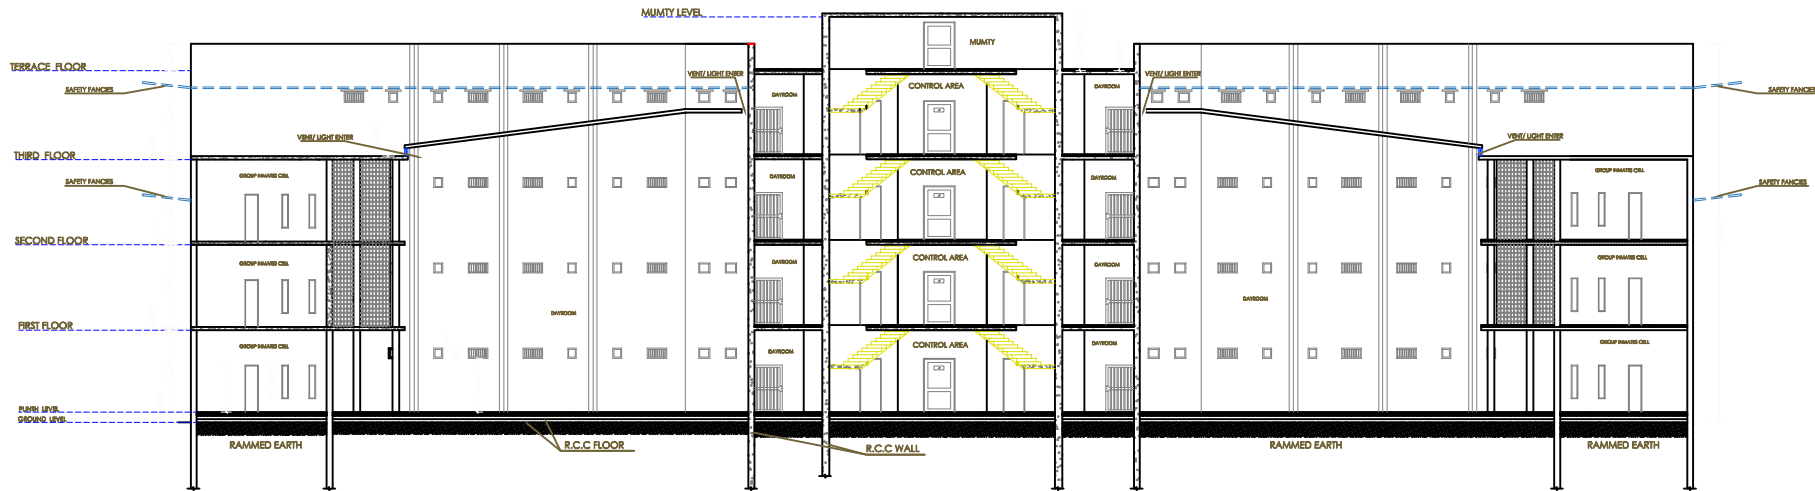 MUMTY LEVEL
MUMTY
TERRACE FLOOR
VENT/ LIGHT ENTER
VENT/ LIGHT ENTER
SAFETY FANCIES
DAYROOM
CONTROL AREA
DAYROOM
SAFETY FANCIES
VENT/ LIGHT ENTER
VENT/ LIGHT ENTER
THIRD FLOOR
GROUP INMATES CELL
DAYROOM
CONTROL AREA
DAYROOM
GROUP INMATES CELL
SAFETY FANCIES
SAFETY FANCIES
SECOND FLOOR
GROUP INMATES CELL
DAYROOM
CONTROL AREA
DAYROOM
GROUP INMATES CELL
DAYROOM
DAYROOM
FIRST FLOOR
GROUP INMATES CELL
DAYROOM
CONTROL AREA
DAYROOM
GROUP INMATES CELL
PLINTH LEVEL
GROUND LEVEL
RAMMED EARTH
R.C.C FLOOR
R.C.C WALL
RAMMED EARTH
RAMMED EARTH